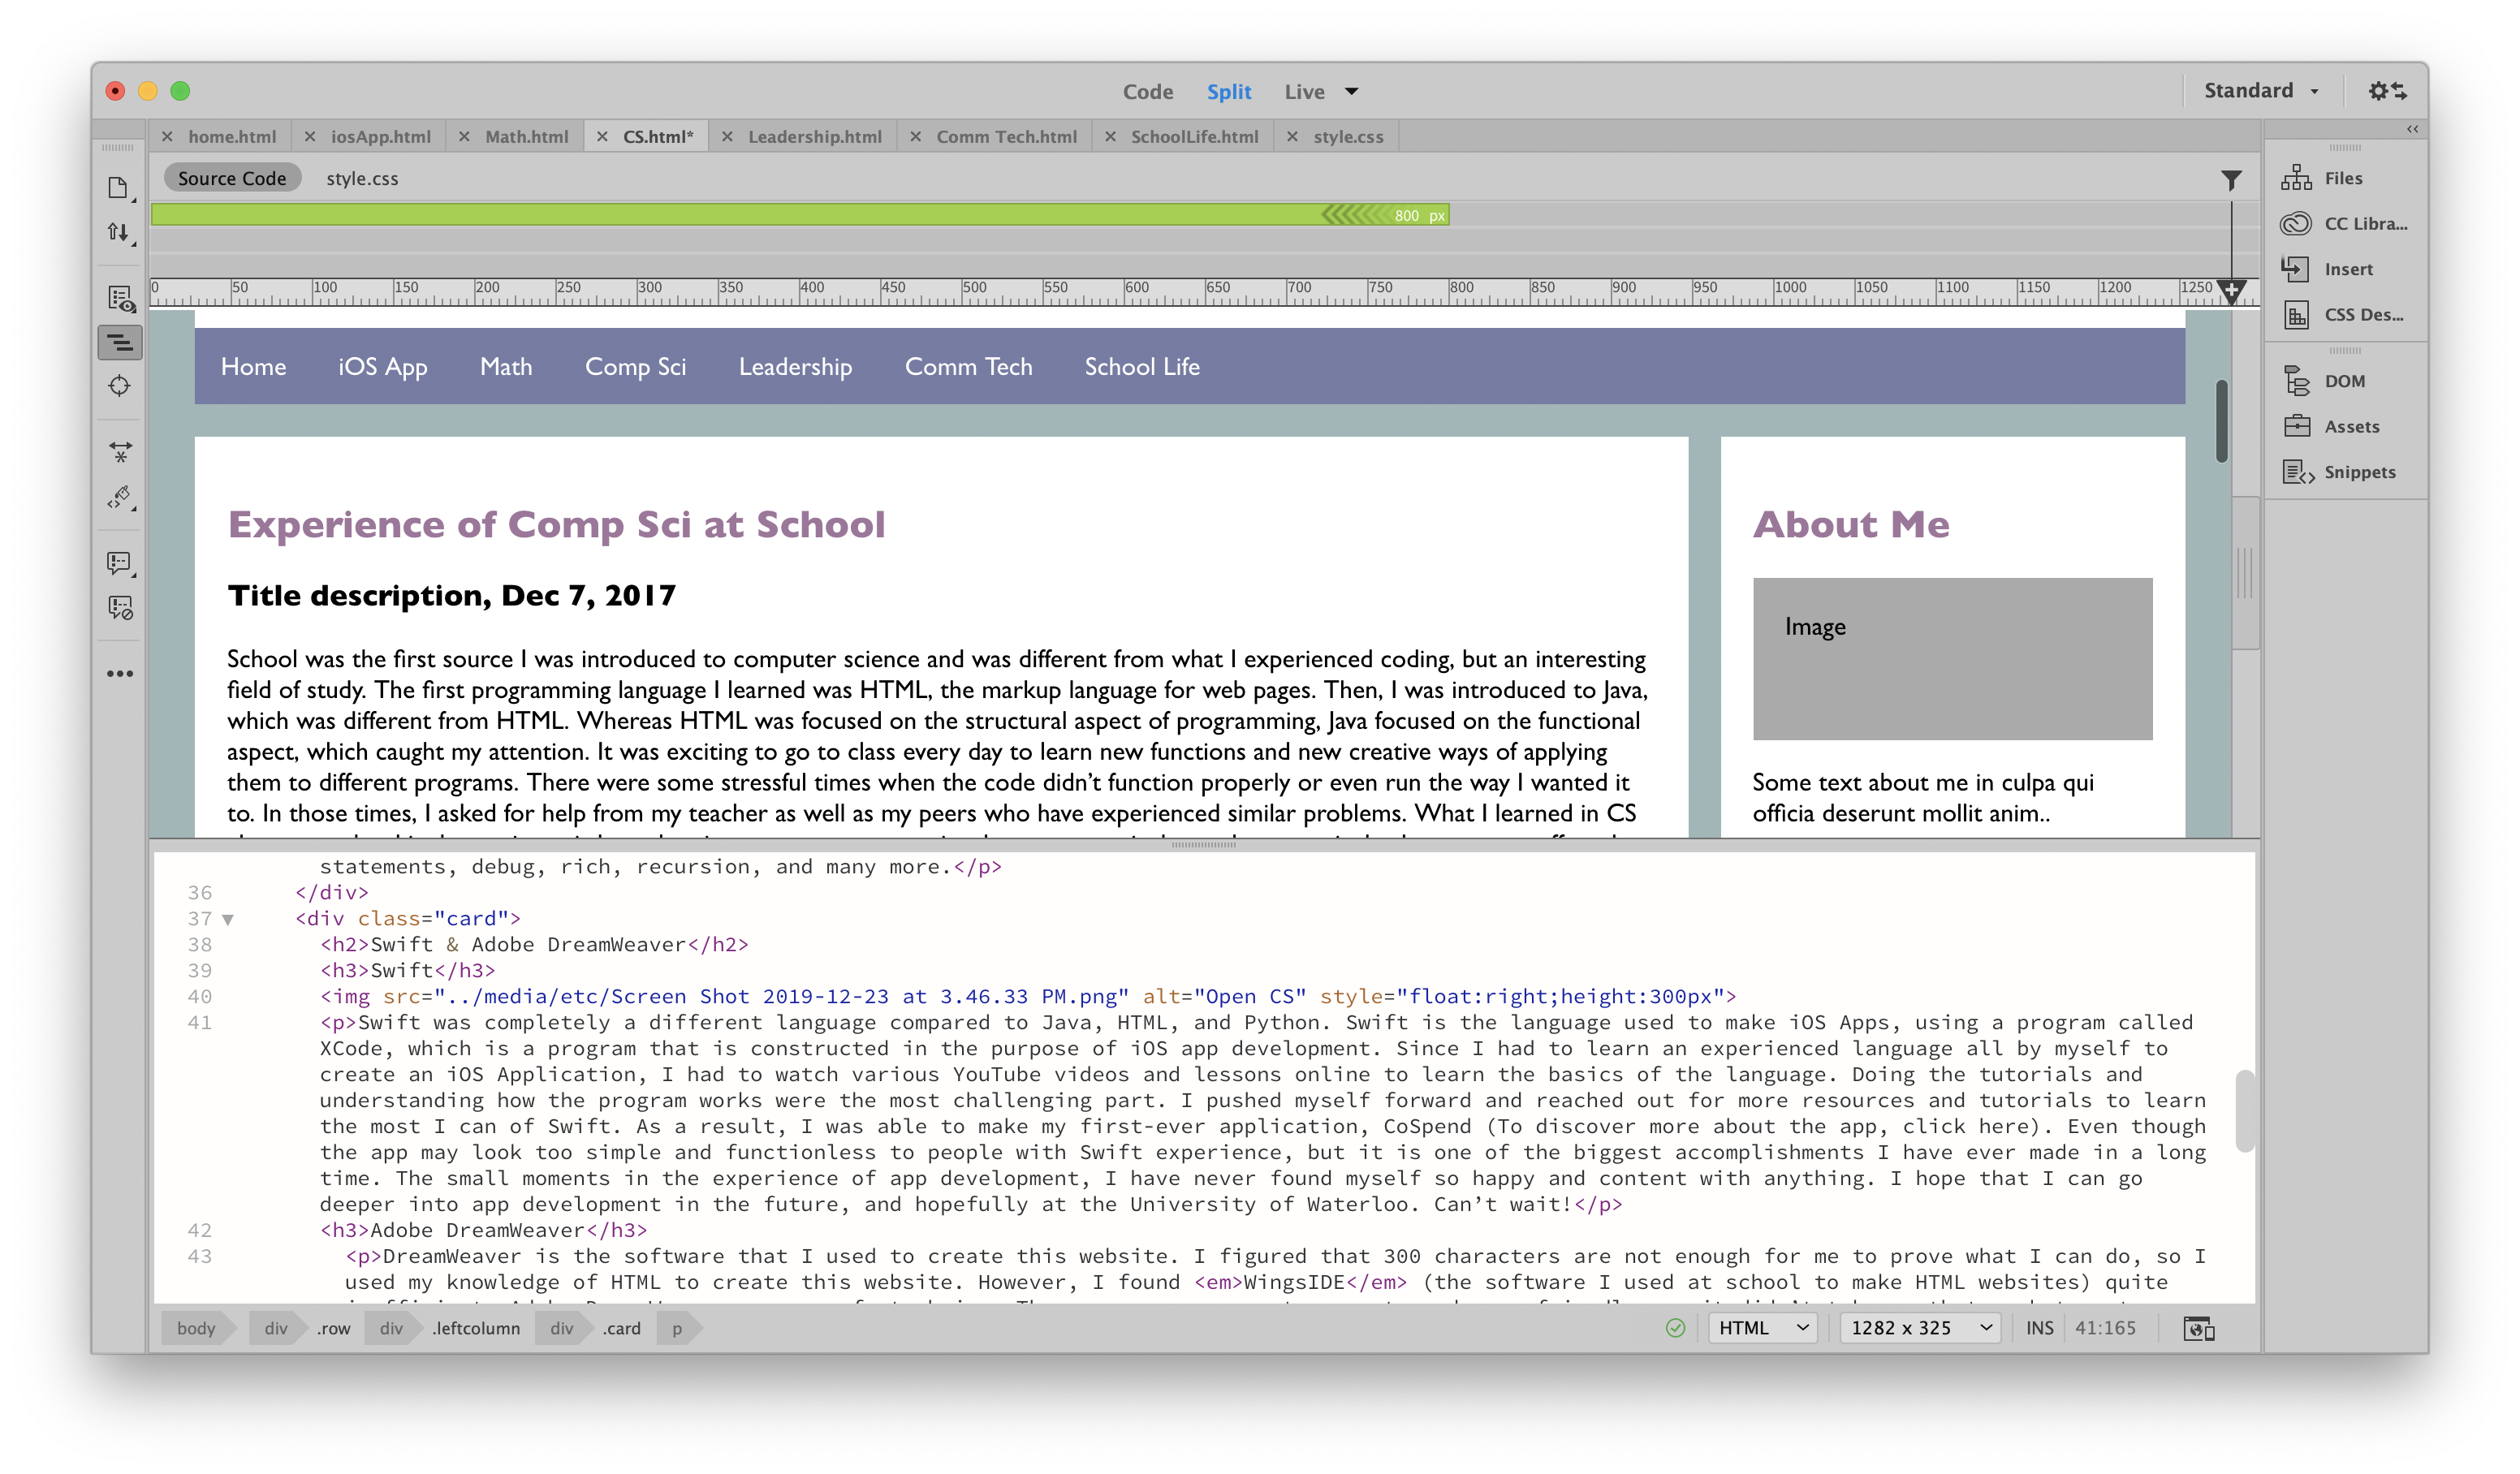 Code Split Live
Standard
home.html iosApp.html Math.html CS.html* Leadership.html Comm Tech.html SchoolLife.html style.css
Source Code style.css
800 px
0 50 100 150 200 250 300 350 400 450 500 550 600 650 700 750 800 850 900 950 1000 1050 1100 1150 1200 1250
Home iOS App Math Comp Sci Leadership Comm Tech School Life
Experience of Comp Sci at School
Title description, Dec 7, 2017
School was the first source I was introduced to computer science and was different from what I experienced coding, but an interesting
field of study. The first programming language I learned was HTML, the markup language for web pages. Then, I was introduced to Java,
which was different from HTML. Whereas HTML was focused on the structural aspect of programming, Java focused on the functional
aspect, which caught my attention. It was exciting to go to class every day to learn new functions and new creative ways of applying
them to different programs. There were some stressful times when the code didn’t function properly or even run the way I wanted it
to. In those times, I asked for help from my teacher as well as my peers who have experienced similar problems. What I learned in CS
About Me
Image
Some text about me in culpa qui
officia deserunt mollit anim..
Files
CC Libra...
Insert
CSS Des...
DOM
Assets
Snippets
statements, debug, rich, recursion, and many more.</p>
36 </div>
37 <div class="card">
38 <h2>Swift & Adobe DreamWeaver</h2>
39 <h3>Swift</h3>
40 <img src="../media/etc/Screen Shot 2019-12-23 at 3.46.33 PM.png" alt="Open CS" style="float:right;height:300px">
41 <p>Swift was completely a different language compared to Java, HTML, and Python. Swift is the language used to make iOS Apps, using a program called
XCode, which is a program that is constructed in the purpose of iOS app development. Since I had to learn an experienced language all by myself to
create an iOS Application, I had to watch various YouTube videos and lessons online to learn the basics of the language. Doing the tutorials and
understanding how the program works were the most challenging part. I pushed myself forward and reached out for more resources and tutorials to learn
the most I can of Swift. As a result, I was able to make my first-ever application, CoSpend (To discover more about the app, click here). Even though
the app may look too simple and functionless to people with Swift experience, but it is one of the biggest accomplishments I have ever made in a long
time. The small moments in the experience of app development, I have never found myself so happy and content with anything. I hope that I can go
deeper into app development in the future, and hopefully at the University of Waterloo. Can’t wait!</p>
42 <h3>Adobe DreamWeaver</h3>
43 <p>DreamWeaver is the software that I used to create this website. I figured that 300 characters are not enough for me to prove what I can do, so I
used my knowledge of HTML to create this website. However, I found <em>WingsIDE</em> (the software I used at school to make HTML websites) quite
body div .row div .leftcolumn div .card p
HTML 1282 x 325 INS 41:165